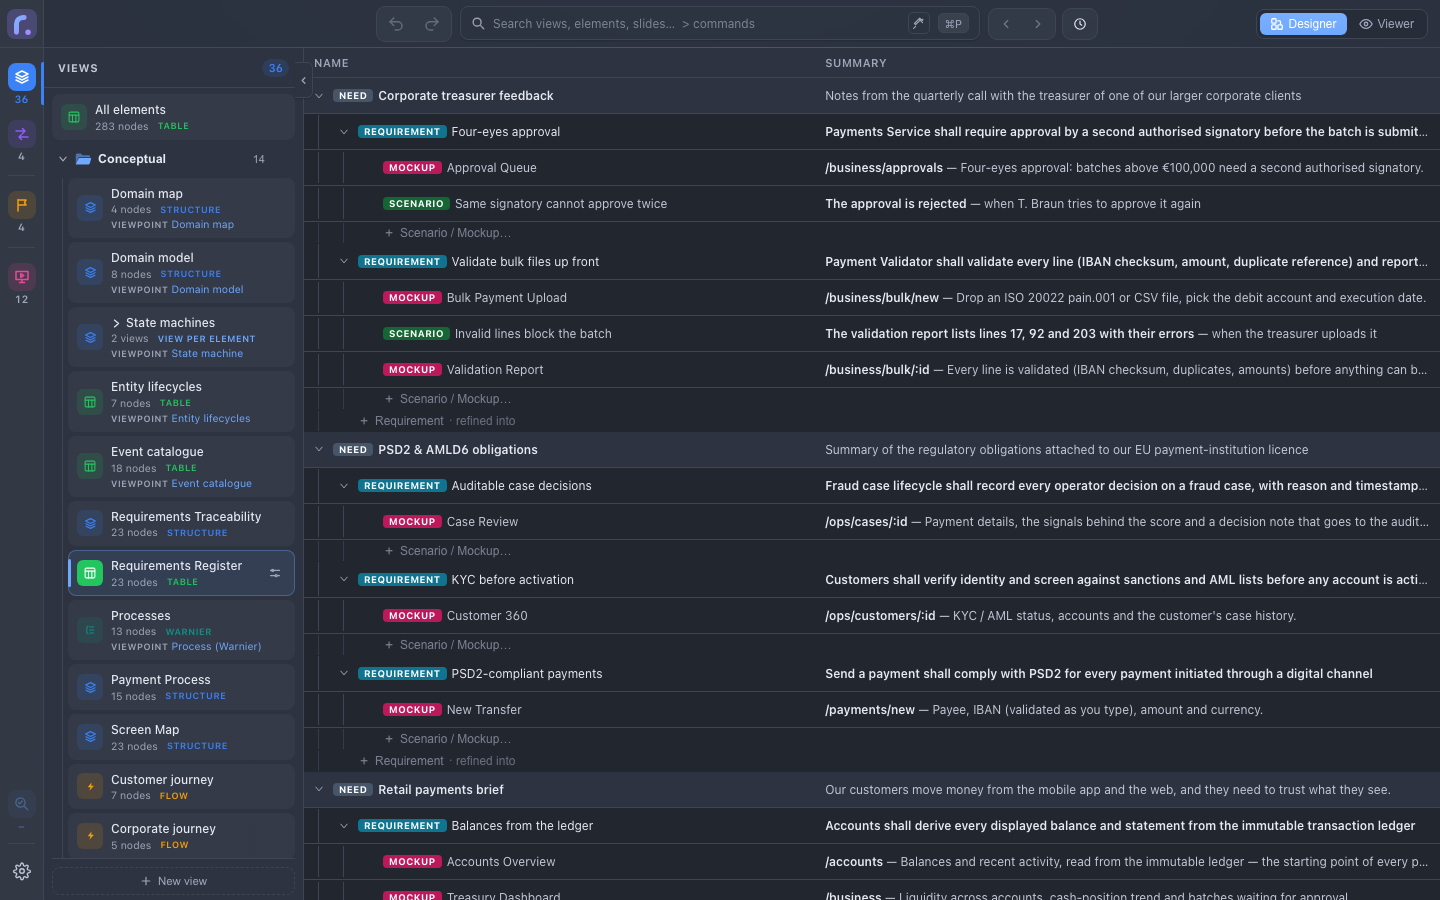 Search views, elements, slides... > commands
⌘P
Designer
Viewer
36
4
4
12
VIEWS 36
All elements
283 nodes TABLE
Conceptual 14
Domain map
4 nodes STRUCTURE
VIEWPOINT Domain map
Domain model
8 nodes STRUCTURE
VIEWPOINT Domain model
State machines
2 views VIEW PER ELEMENT
VIEWPOINT State machine
Entity lifecycles
7 nodes TABLE
VIEWPOINT Entity lifecycles
Event catalogue
18 nodes TABLE
VIEWPOINT Event catalogue
Requirements Traceability
23 nodes STRUCTURE
Requirements Register
23 nodes TABLE
Processes
13 nodes WARNIER
VIEWPOINT Process (Warnier)
Payment Process
15 nodes STRUCTURE
Screen Map
23 nodes STRUCTURE
Customer journey
7 nodes FLOW
Corporate journey
5 nodes FLOW
+ New view
NAME SUMMARY
NEED Corporate treasurer feedback Notes from the quarterly call with the treasurer of one of our larger corporate clients
REQUIREMENT Four-eyes approval Payments Service shall require approval by a second authorised signatory before the batch is submit...
MOCKUP Approval Queue /business/approvals — Four-eyes approval: batches above €100,000 need a second authorised signatory.
SCENARIO Same signatory cannot approve twice The approval is rejected — when T. Braun tries to approve it again
+ Scenario / Mockup...
REQUIREMENT Validate bulk files up front Payment Validator shall validate every line (IBAN checksum, amount, duplicate reference) and report...
MOCKUP Bulk Payment Upload /business/bulk/new — Drop an ISO 20022 pain.001 or CSV file, pick the debit account and execution date.
SCENARIO Invalid lines block the batch The validation report lists lines 17, 92 and 203 with their errors — when the treasurer uploads it
MOCKUP Validation Report /business/bulk/:id — Every line is validated (IBAN checksum, duplicates, amounts) before anything can b...
+ Scenario / Mockup...
+ Requirement · refined into
NEED PSD2 & AMLD6 obligations Summary of the regulatory obligations attached to our EU payment-institution licence
REQUIREMENT Auditable case decisions Fraud case lifecycle shall record every operator decision on a fraud case, with reason and timestamp...
MOCKUP Case Review /ops/cases/:id — Payment details, the signals behind the score and a decision note that goes to the audit...
+ Scenario / Mockup...
REQUIREMENT KYC before activation Customers shall verify identity and screen against sanctions and AML lists before any account is acti...
MOCKUP Customer 360 /ops/customers/:id — KYC / AML status, accounts and the customer's case history.
+ Scenario / Mockup...
REQUIREMENT PSD2-compliant payments Send a payment shall comply with PSD2 for every payment initiated through a digital channel
MOCKUP New Transfer /payments/new — Payee, IBAN (validated as you type), amount and currency.
+ Scenario / Mockup...
+ Requirement · refined into
NEED Retail payments brief Our customers move money from the mobile app and the web, and they need to trust what they see.
REQUIREMENT Balances from the ledger Accounts shall derive every displayed balance and statement from the immutable transaction ledger
MOCKUP Accounts Overview /accounts — Balances and recent activity, read from the immutable ledger — the starting point of every p...
MOCKUP Treasury Dashboard /business — Liquidity across accounts, cash-position trend and batches waiting for approval.